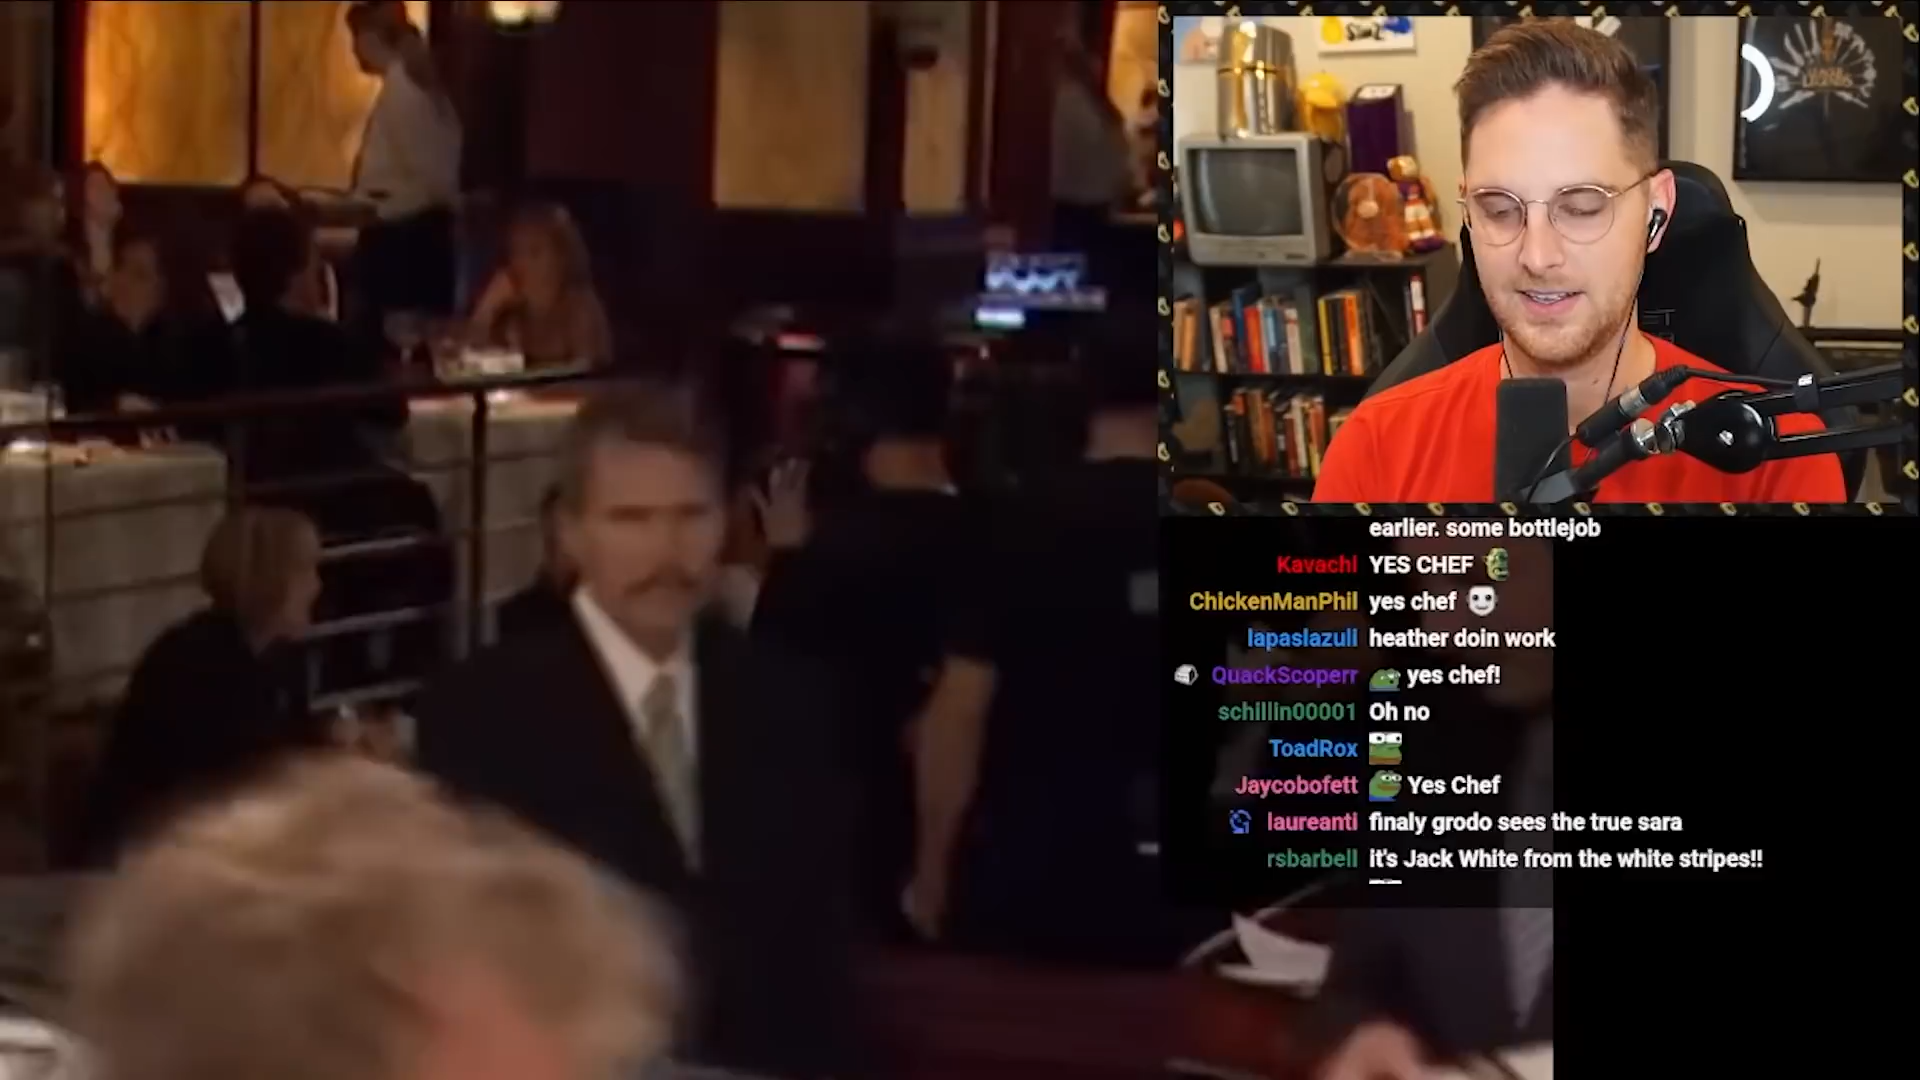 earlier. some bottlejob
Kavachi YES CHEF
ChickenManPhil yes chef
lapaslazuli heather doin work
QuackScoperr yes chef!
schillin00001 Oh no
ToadRox
Jaycobofett Yes Chef
laureanti finaly grodo sees the true sara
rsbarbell it's Jack White from the white stripes!!